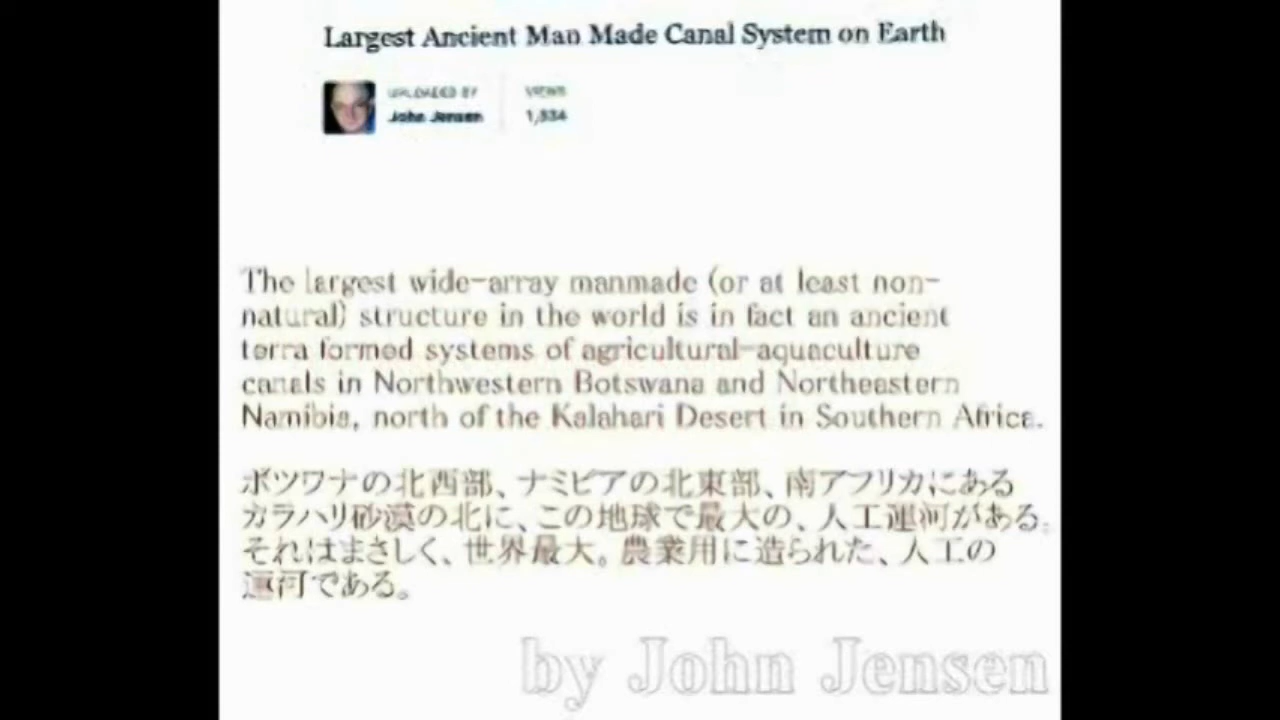 Largest Ancient Man Made Canal System on Earth
UPLOADED BY
VIEWS
John Jensen
1,334
The largest wide-array manmade (or at least non-
natural) structure in the world is in fact an ancient
terra formed systems of agricultural-aquaculture
canals in Northwestern Botswana and Northeastern
Namibia, north of the Kalahari Desert in Southern Africa.
ボツワナの北西部、ナミビアの北東部、南アフリカにある
カラハリ砂漠の北に、この地球で最大の、人工運河がある。
それはまさしく、世界最大。農業用に造られた、人工の
運河である。
by John Jensen